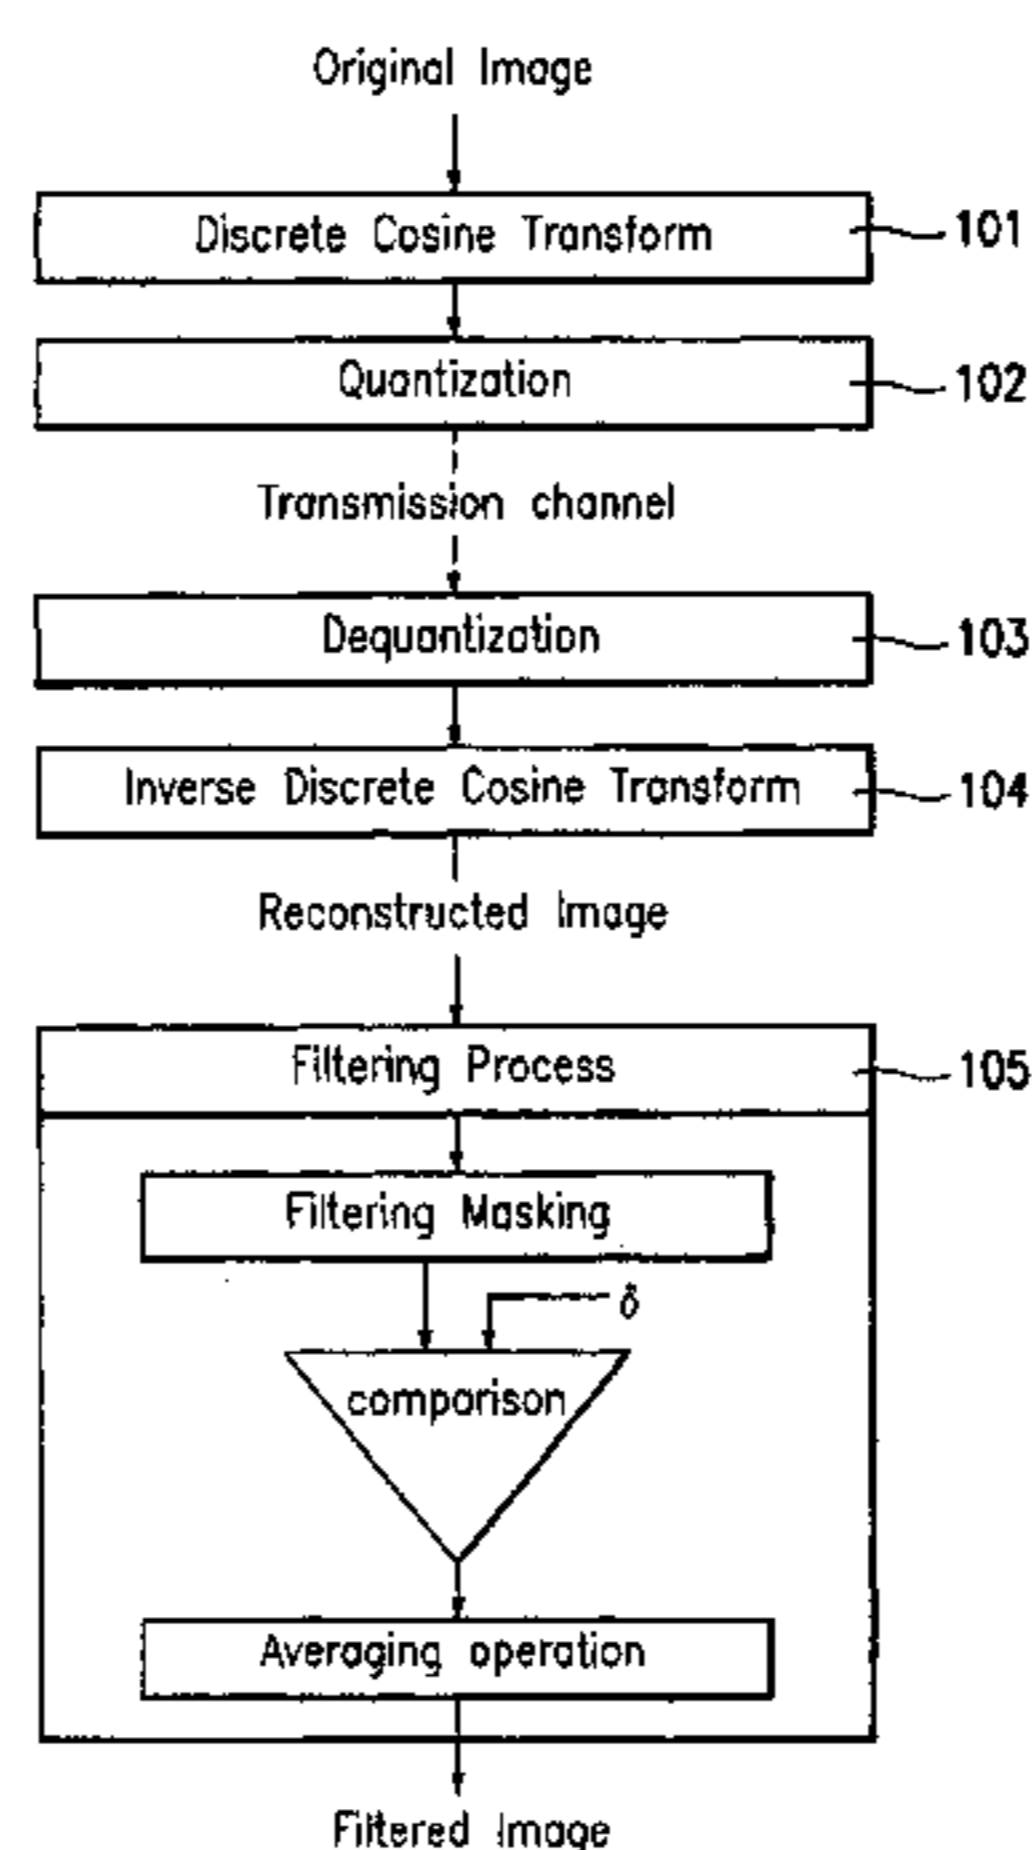 Original Image
Discrete Cosine Transform 101
Quantization 102
Transmission channel
Dequantization 103
Inverse Discrete Cosine Transform 104
Reconstructed Image
Filtering Process 105
Filtering Masking
δ
comparison
Averaging operation
Filtered Image